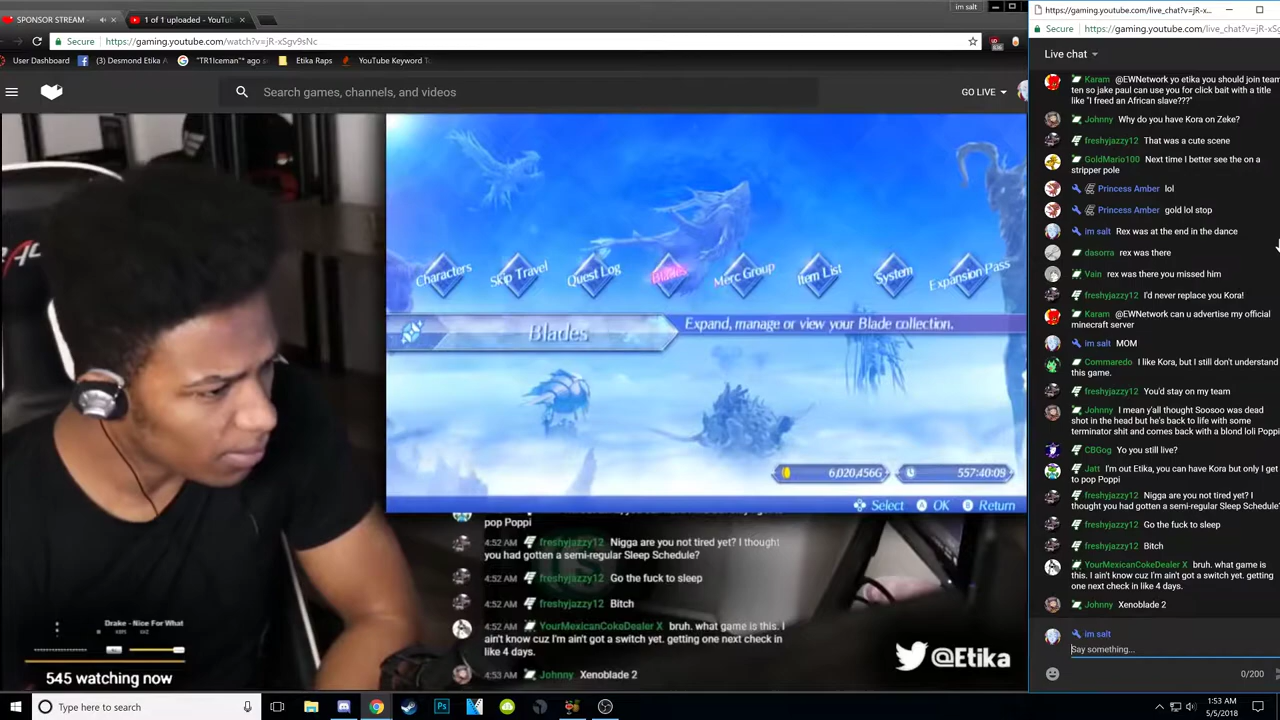 SPONSOR STREAM -
1 of 1 uploaded - YouTu
im salt
Secure
https://gaming.youtube.com/watch?v=jR-xSgv9sNc
User Dashboard
(3) Desmond Etika A
"TR1Iceman"* ago s
Etika Raps
YouTube Keyword To
Search games, channels, and videos
GO LIVE
Characters
Skip Travel
Quest Log
Blades
Merc Group
Item List
System
Expansion Pass
Blades
Expand, manage or view your Blade collection.
6,020,456G
557:40:09
Select A OK B Return
pop Poppi
4:52 AM freshyjazzy12 Nigga are you not tired yet? I thought
you had gotten a semi-regular Sleep Schedule?
4:52 AM freshyjazzy12 Go the fuck to sleep
4:52 AM freshyjazzy12 Bitch
4:52 AM YourMexicanCokeDealer X bruh. what game is this. I
ain't know cuz I'm ain't got a switch yet. getting one next check in
like 4 days.
4:53 AM Johnny Xenoblade 2
Drake - Nice For What
545 watching now
@Etika
https://gaming.youtube.com/live_chat?v=jR-x...
Secure
https://gaming.youtube.com/live_chat?v=jR-xSg
Live chat
Karam @EWNetwork yo etika you should join team
ten so jake paul can use you for click bait with a title
like "I freed an African slave???"
Johnny Why do you have Kora on Zeke?
freshyjazzy12 That was a cute scene
GoldMario100 Next time I better see the on a
stripper pole
Princess Amber lol
Princess Amber gold lol stop
im salt Rex was at the end in the dance
dasorra rex was there
Vain rex was there you missed him
freshyjazzy12 I'd never replace you Kora!
Karam @EWNetwork can u advertise my official
minecraft server
im salt MOM
Commaredo I like Kora, but I still don't understand
this game.
freshyjazzy12 You'd stay on my team
Johnny I mean y'all thought Soosoo was dead
shot in the head but he's back to life with some
terminator shit and comes back with a blond loli Poppi
CBGog Yo you still live?
Jatt I'm out Etika, you can have Kora but only I get
to pop Poppi
freshyjazzy12 Nigga are you not tired yet? I
thought you had gotten a semi-regular Sleep Schedule?
freshyjazzy12 Go the fuck to sleep
freshyjazzy12 Bitch
YourMexicanCokeDealer X bruh. what game is
this. I ain't know cuz I'm ain't got a switch yet. getting
one next check in like 4 days.
Johnny Xenoblade 2
im salt
Say something...
0/200
Type here to search
1:53 AM
5/5/2018